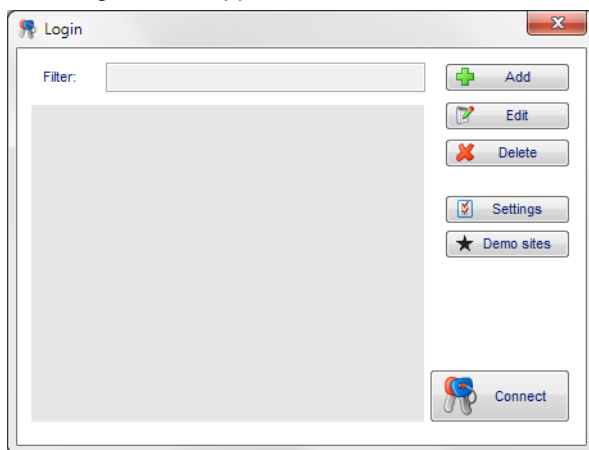 Login
Filter:
Add
Edit
Delete
Settings
Demo sites
Connect